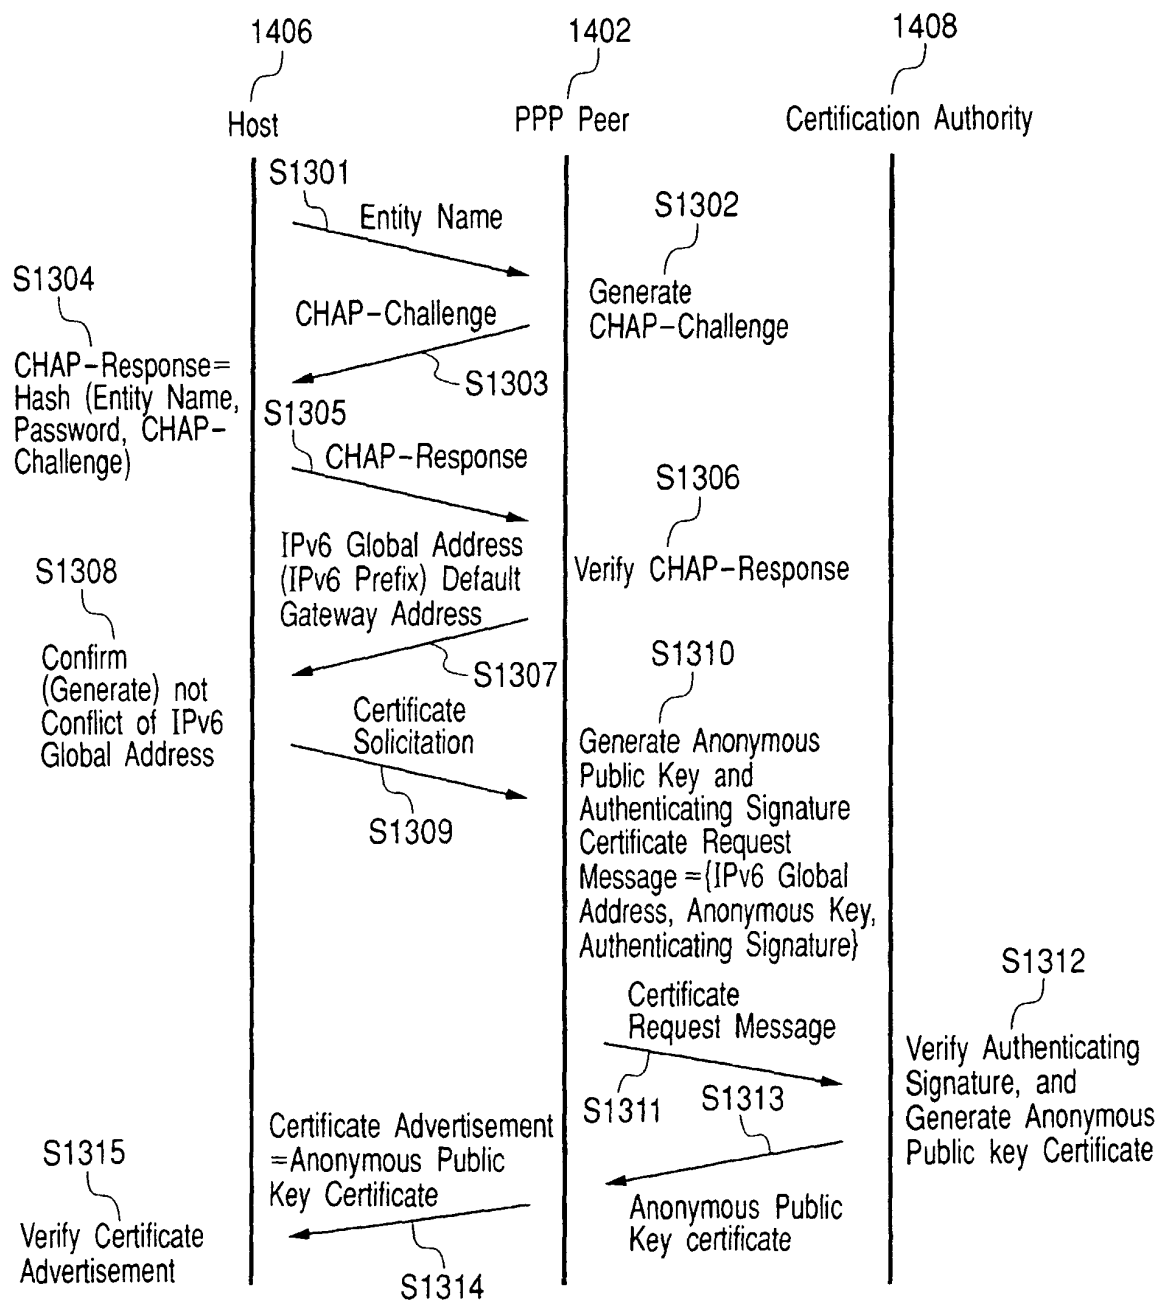 1406
1402
1408
Host
PPP Peer
Certification Authority
S1301
Entity Name
S1302
Generate
CHAP-Challenge
CHAP-Challenge
S1303
S1304
CHAP-Response=
Hash (Entity Name,
Password, CHAP-
Challenge)
S1305
CHAP-Response
S1306
Verify CHAP-Response
IPv6 Global Address
(IPv6 Prefix) Default
Gateway Address
S1307
S1308
Confirm
(Generate) not
Conflict of IPv6
Global Address
Certificate
Solicitation
S1309
S1310
Generate Anonymous
Public Key and
Authenticating Signature
Certificate Request
Message={IPv6 Global
Address, Anonymous Key,
Authenticating Signature}
Certificate
Request Message
S1311
S1312
Verify Authenticating
Signature, and
Generate Anonymous
Public key Certificate
S1313
Anonymous Public
Key certificate
Certificate Advertisement
=Anonymous Public
Key Certificate
S1314
S1315
Verify Certificate
Advertisement